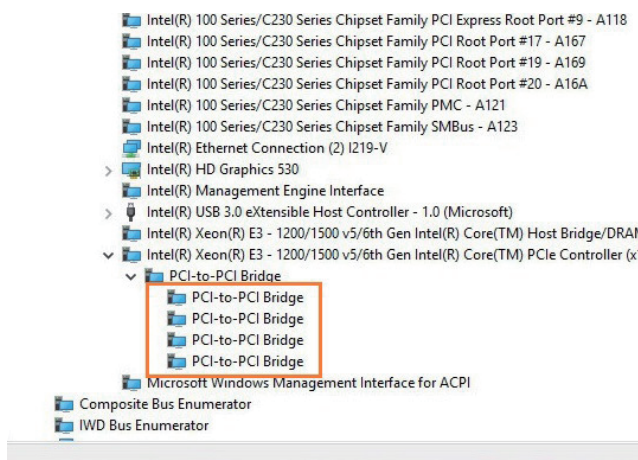 Intel(R) 100 Series/C230 Series Chipset Family PCI Express Root Port #9 - A118
Intel(R) 100 Series/C230 Series Chipset Family PCI Root Port #17 - A167
Intel(R) 100 Series/C230 Series Chipset Family PCI Root Port #19 - A169
Intel(R) 100 Series/C230 Series Chipset Family PCI Root Port #20 - A16A
Intel(R) 100 Series/C230 Series Chipset Family PMC - A121
Intel(R) 100 Series/C230 Series Chipset Family SMBus - A123
Intel(R) Ethernet Connection (2) I219-V
Intel(R) HD Graphics 530
Intel(R) Management Engine Interface
Intel(R) USB 3.0 eXtensible Host Controller - 1.0 (Microsoft)
Intel(R) Xeon(R) E3 - 1200/1500 v5/6th Gen Intel(R) Core(TM) Host Bridge/DRAM
Intel(R) Xeon(R) E3 - 1200/1500 v5/6th Gen Intel(R) Core(TM) PCIe Controller (x
PCI-to-PCI Bridge
PCI-to-PCI Bridge
PCI-to-PCI Bridge
PCI-to-PCI Bridge
PCI-to-PCI Bridge
Microsoft Windows Management Interface for ACPI
Composite Bus Enumerator
IWD Bus Enumerator